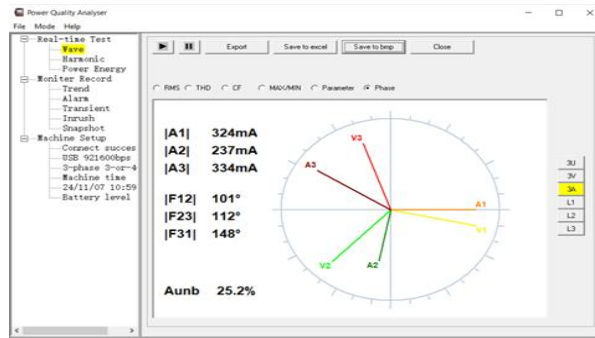 Power Quality Analyser
File Mode Help
Real-time Test
Wave
Harmonic
Power Energy
Moniter Record
Trend
Alarm
Transient
Inrush
Snapshot
Machine Setup
Connect succes
USB 921600bps
3-phase 3-or-4
Machine time
24/11/07 10:59
Battery level
Export Save to excel Save to bmp Close
RMS THD CF MAX/MIN Parameter Phase
|A1| 324mA
|A2| 237mA
|A3| 334mA
|F12| 101°
|F23| 112°
|F31| 148°
Aunb 25.2%
V3
A3
A1
V1
V2
A2
3U
3V
3A
L1
L2
L3